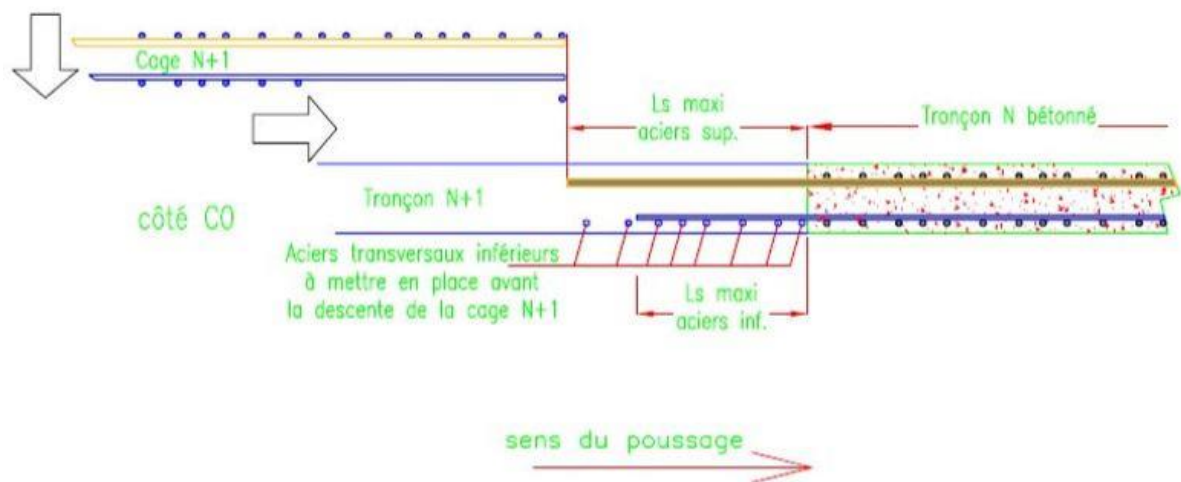 Cage N+1
Ls maxi
aciers sup.
Tronçon N bétonné
Tronçon N+1
côté CO
Aciers transversaux inférieurs
à mettre en place avant
la descente de la cage N+1
Ls maxi
aciers inf.
sens du poussage